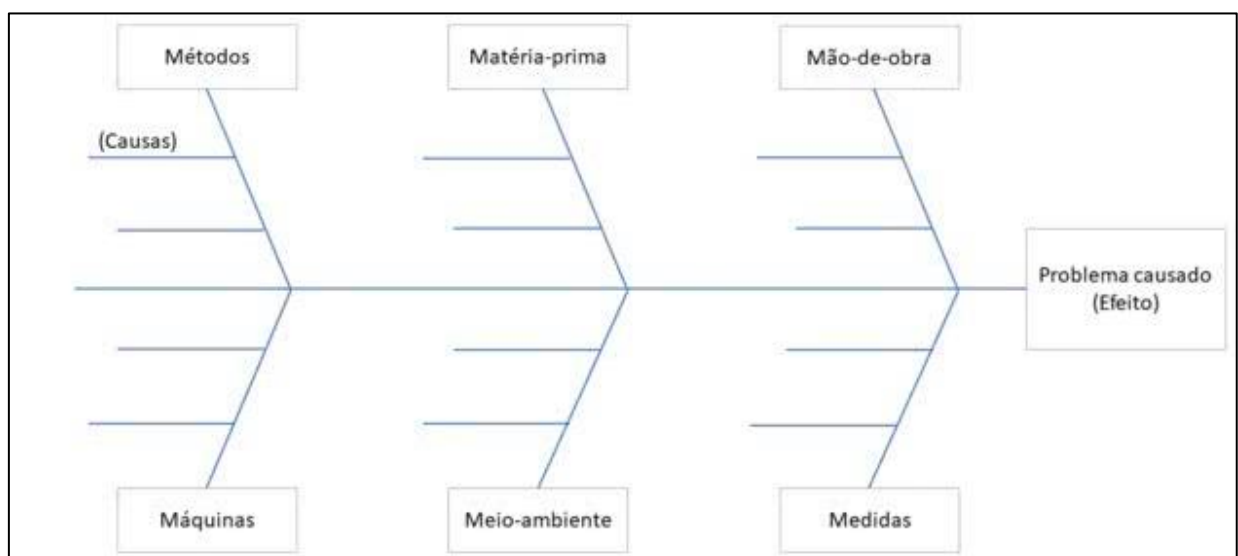 Métodos
Matéria-prima
Mão-de-obra
(Causas)
Problema causado
(Efeito)
Máquinas
Meio-ambiente
Medidas